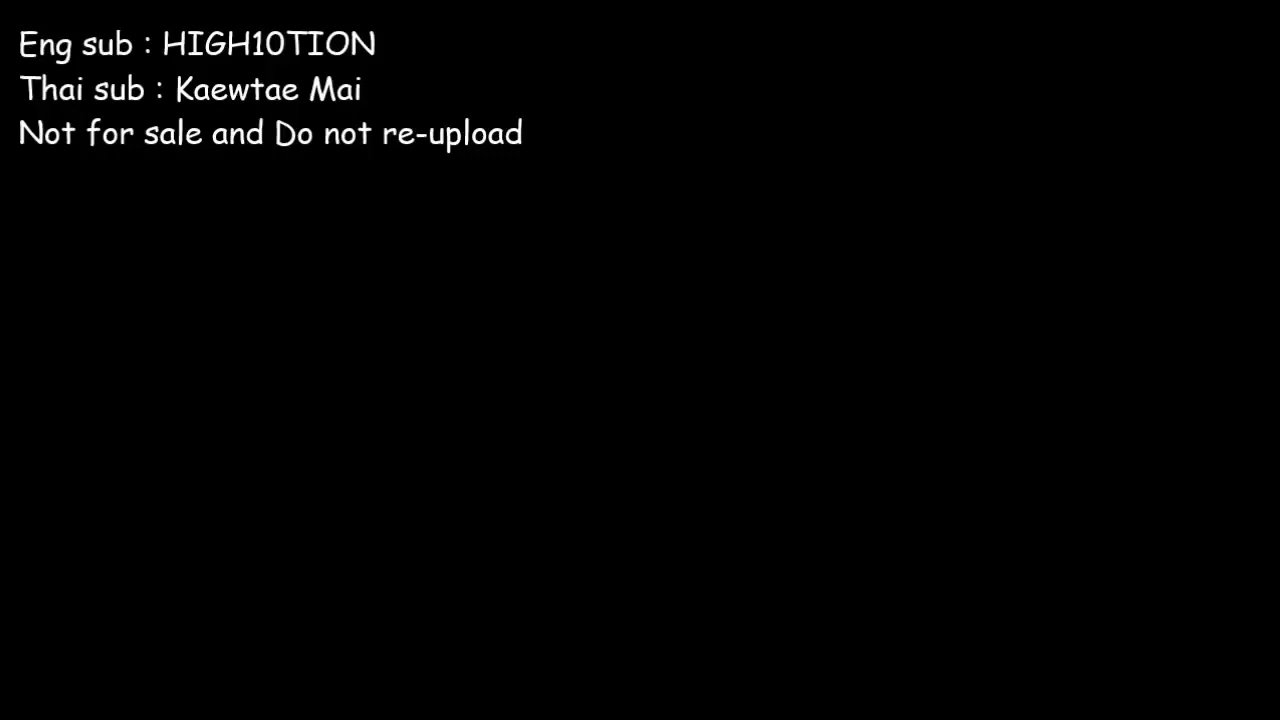 Eng sub : HIGH10TION
Thai sub : Kaewtae Mai
Not for sale and Do not re-upload